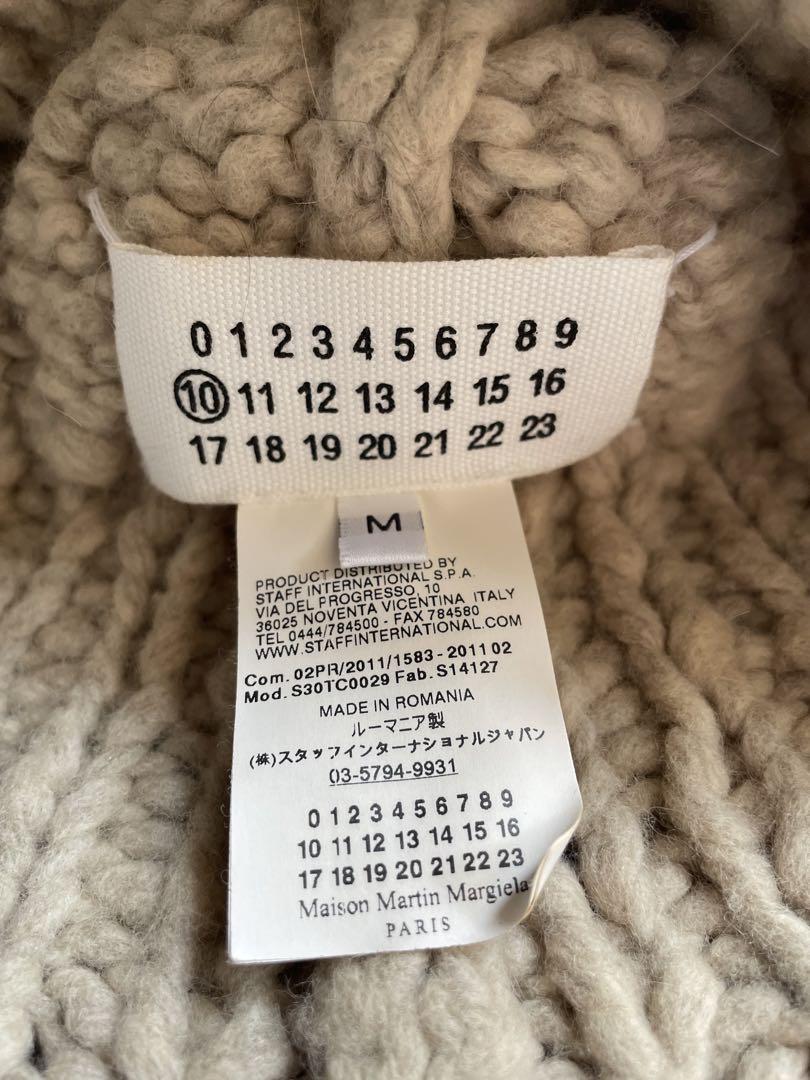 0 1 2 3 4 5 6 7 8 9
10 11 12 13 14 15 16
17 18 19 20 21 22 23
M
PRODUCT DISTRIBUTED BY
STAFF INTERNATIONAL S.P.A.
VIA DEL PROGRESSO, 10
36025 NOVENTA VICENTINA ITALY
TEL 0444/784500 - FAX 784580
WWW.STAFFINTERNATIONAL.COM
Com. 02PR/2011/1583-2011 02
Mod. S30TC0029 Fab. S14127
MADE IN ROMANIA
ルーマニア製
(株)スタッフインターナショナルジャパン
03-5794-9931
0 1 2 3 4 5 6 7 8 9
10 11 12 13 14 15 16
17 18 19 20 21 22 23
Maison Martin Margiela
PARIS